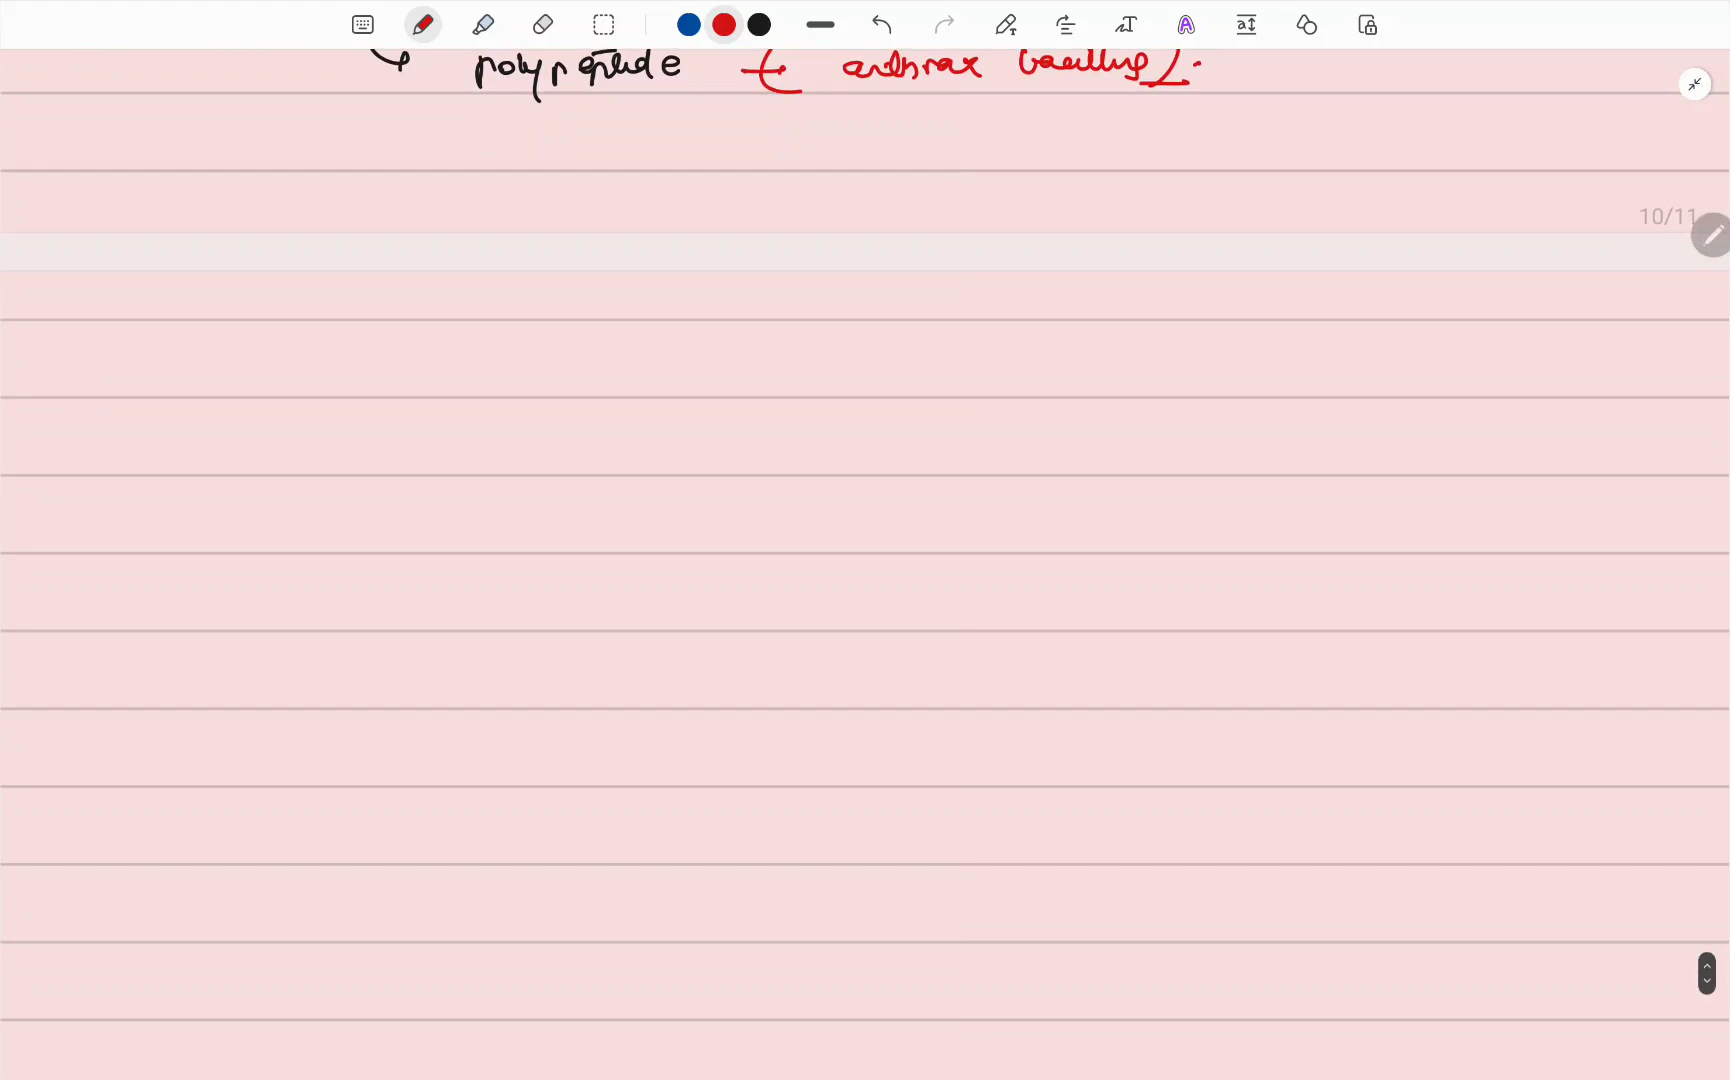 polypeptide ( anthrax bacillus ).
10/11